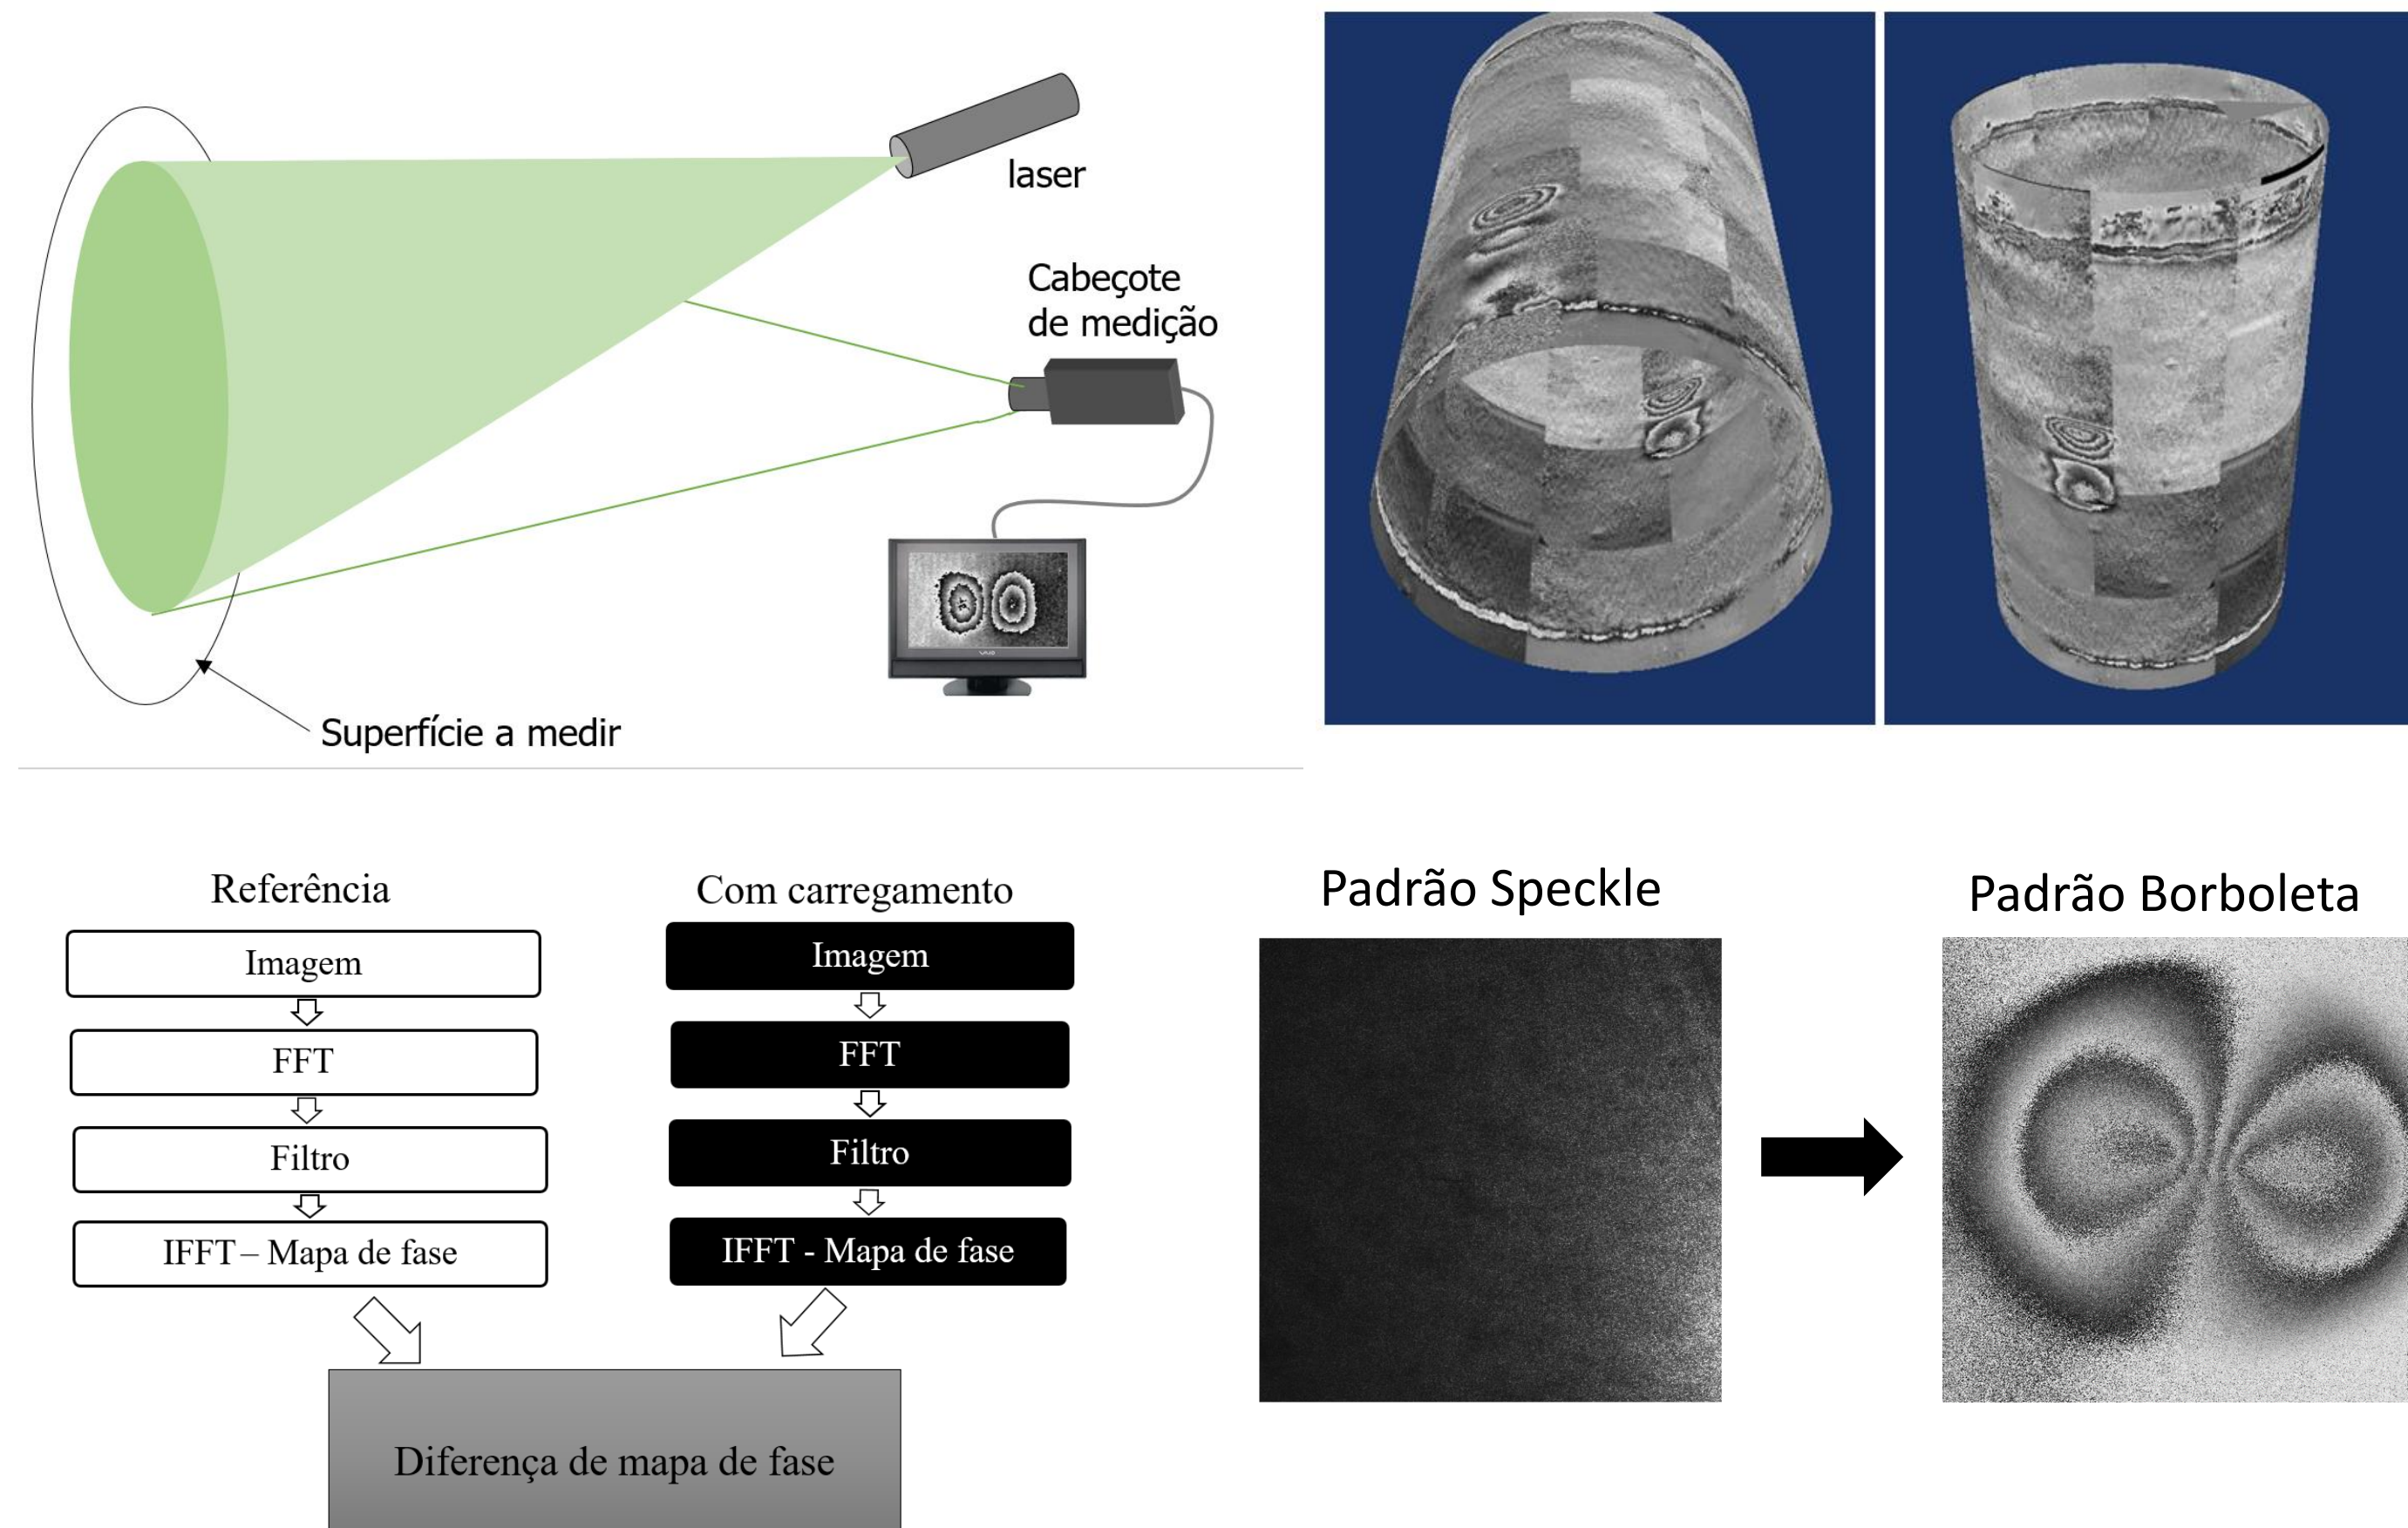 laser
Cabeçote
de medição
Superfície a medir
Referência
Imagem
FFT
Filtro
IFFT – Mapa de fase
Com carregamento
Imagem
FFT
Filtro
IFFT - Mapa de fase
Diferença de mapa de fase
Padrão Speckle
Padrão Borboleta